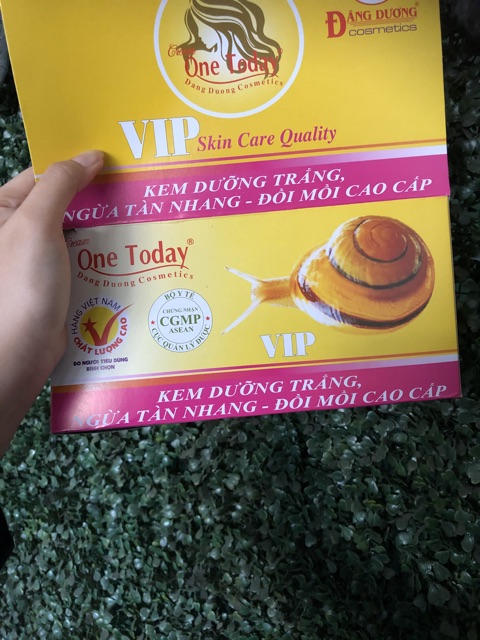 ĐĂNG DƯƠNG®
cosmetics
Cream
One Today®
Dang Duong Cosmetics
VIP Skin Care Quality
KEM DƯỠNG TRẮNG,
NGỪA TÀN NHANG - ĐỒI MỒI CAO CẤP
Cream
One Today®
Dang Duong Cosmetics
HÀNG VIỆT NAM
CHẤT LƯỢNG CAO
DO NGƯỜI TIÊU DÙNG
BÌNH CHỌN
BỘ Y TẾ
CHỨNG NHẬN
CGMP
ASEAN
CỤC QUẢN LÝ DƯỢC
VIP
KEM DƯỠNG TRẮNG,
NGỪA TÀN NHANG - ĐỒI MỒI CAO CẤP